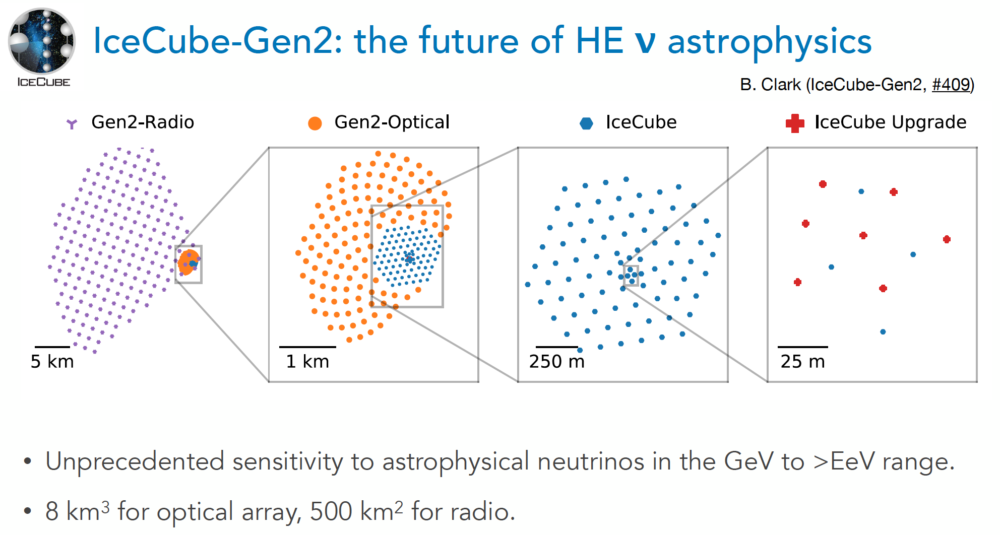 IceCube-Gen2: the future of HE ν astrophysics
ICECUBE
B. Clark (IceCube-Gen2, #409)
Gen2-Radio
Gen2-Optical
IceCube
IceCube Upgrade
5 km
1 km
250 m
25 m
• Unprecedented sensitivity to astrophysical neutrinos in the GeV to >EeV range.
• 8 km³ for optical array, 500 km² for radio.